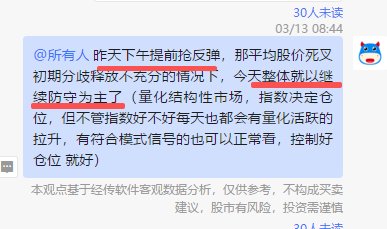 30人未读
03/13 08:44
@所有人 昨天下午提前抢反弹，那平均股价死叉
初期分歧释放不充分的情况下，今天整体就以继
续防守为主了（量化结构性市场，指数决定仓
位，但不管指数好不好每天也都会有量化活跃的
拉升，有符合模式信号的也可以正常看，控制好
仓位 就好）
本观点基于经传软件客观数据分析，仅供参考，不构成买卖
建议，股市有风险，投资需谨慎
30人未读